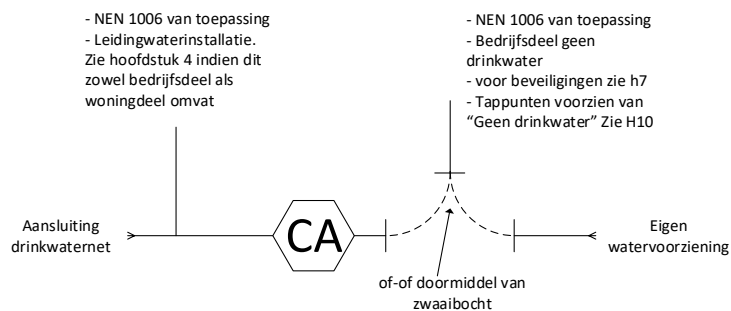 - NEN 1006 van toepassing
- Leidingwaterinstallatie.
Zie hoofdstuk 4 indien dit
zowel bedrijfsdeel als
woningdeel omvat
- NEN 1006 van toepassing
- Bedrijfsdeel geen
drinkwater
- voor beveiligingen zie h7
- Tappunten voorzien van
“Geen drinkwater” Zie H10
Aansluiting
drinkwaternet
CA
Eigen
watervoorziening
of-of doormiddel van
zwaaibocht